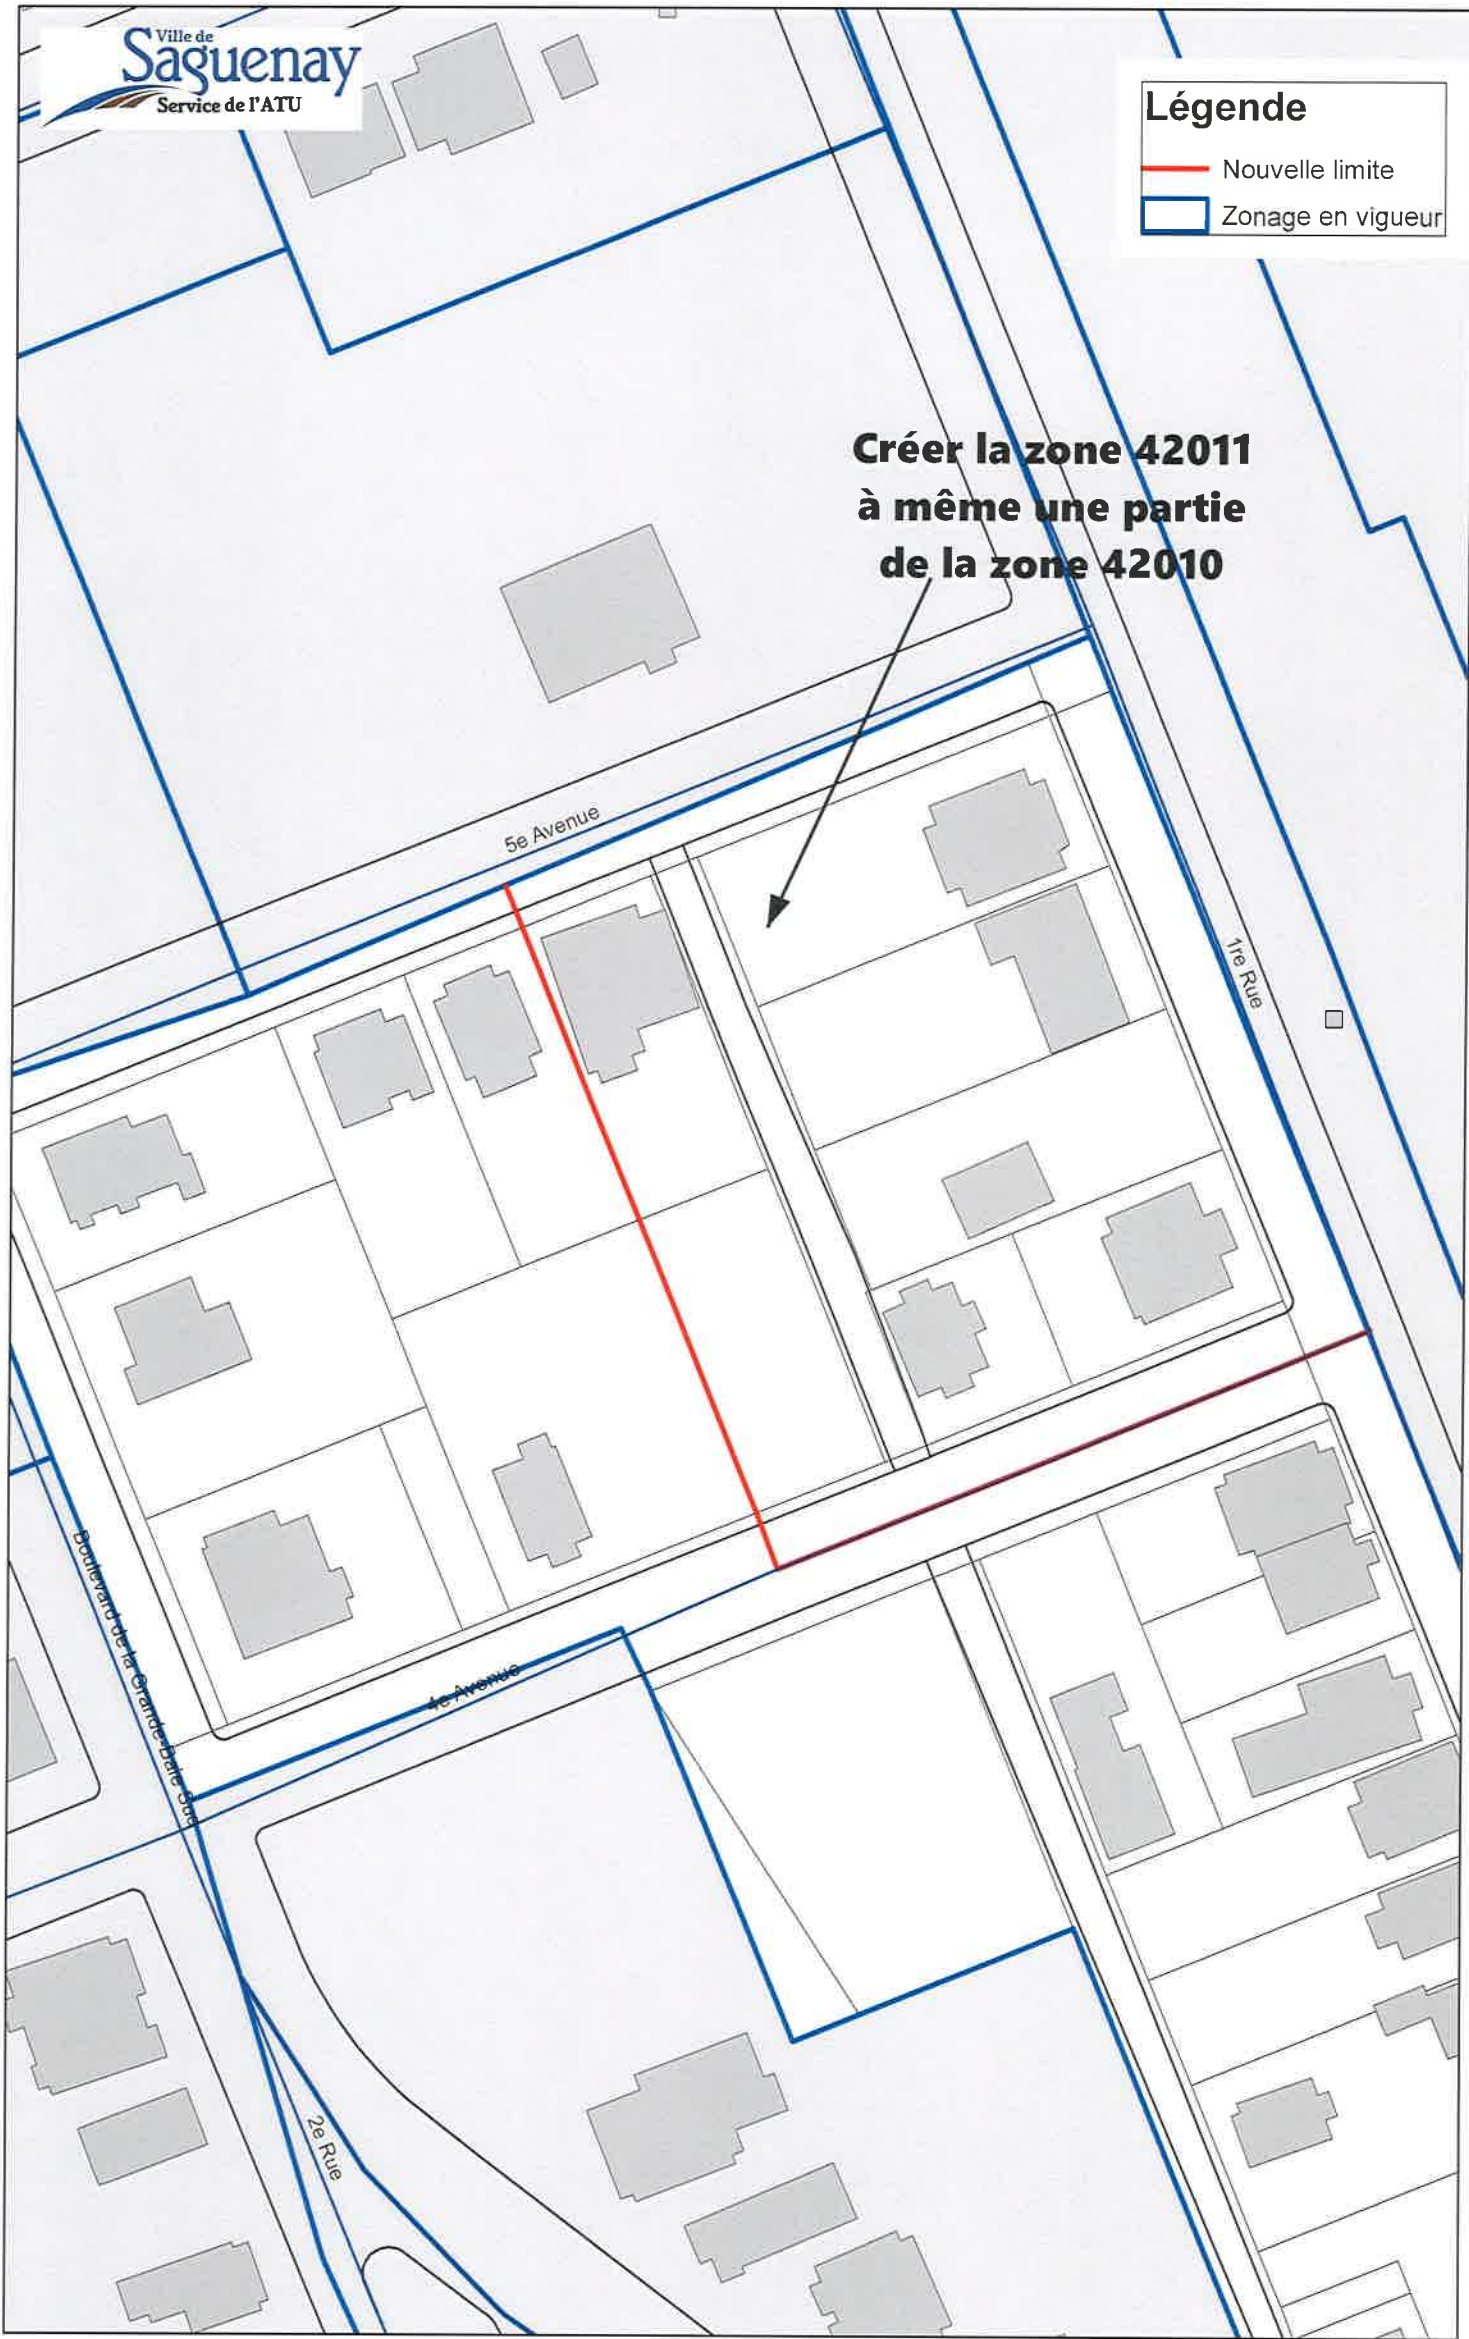 Ville de
Saguenay
Service de l'ATU
Légende
Nouvelle limite
Zonage en vigueur
Créer la zone 42011
à même une partie
de la zone 42010
5e Avenue
1re Rue
Boulevard de la Grande-Baie Sud
4e Avenue
2e Rue